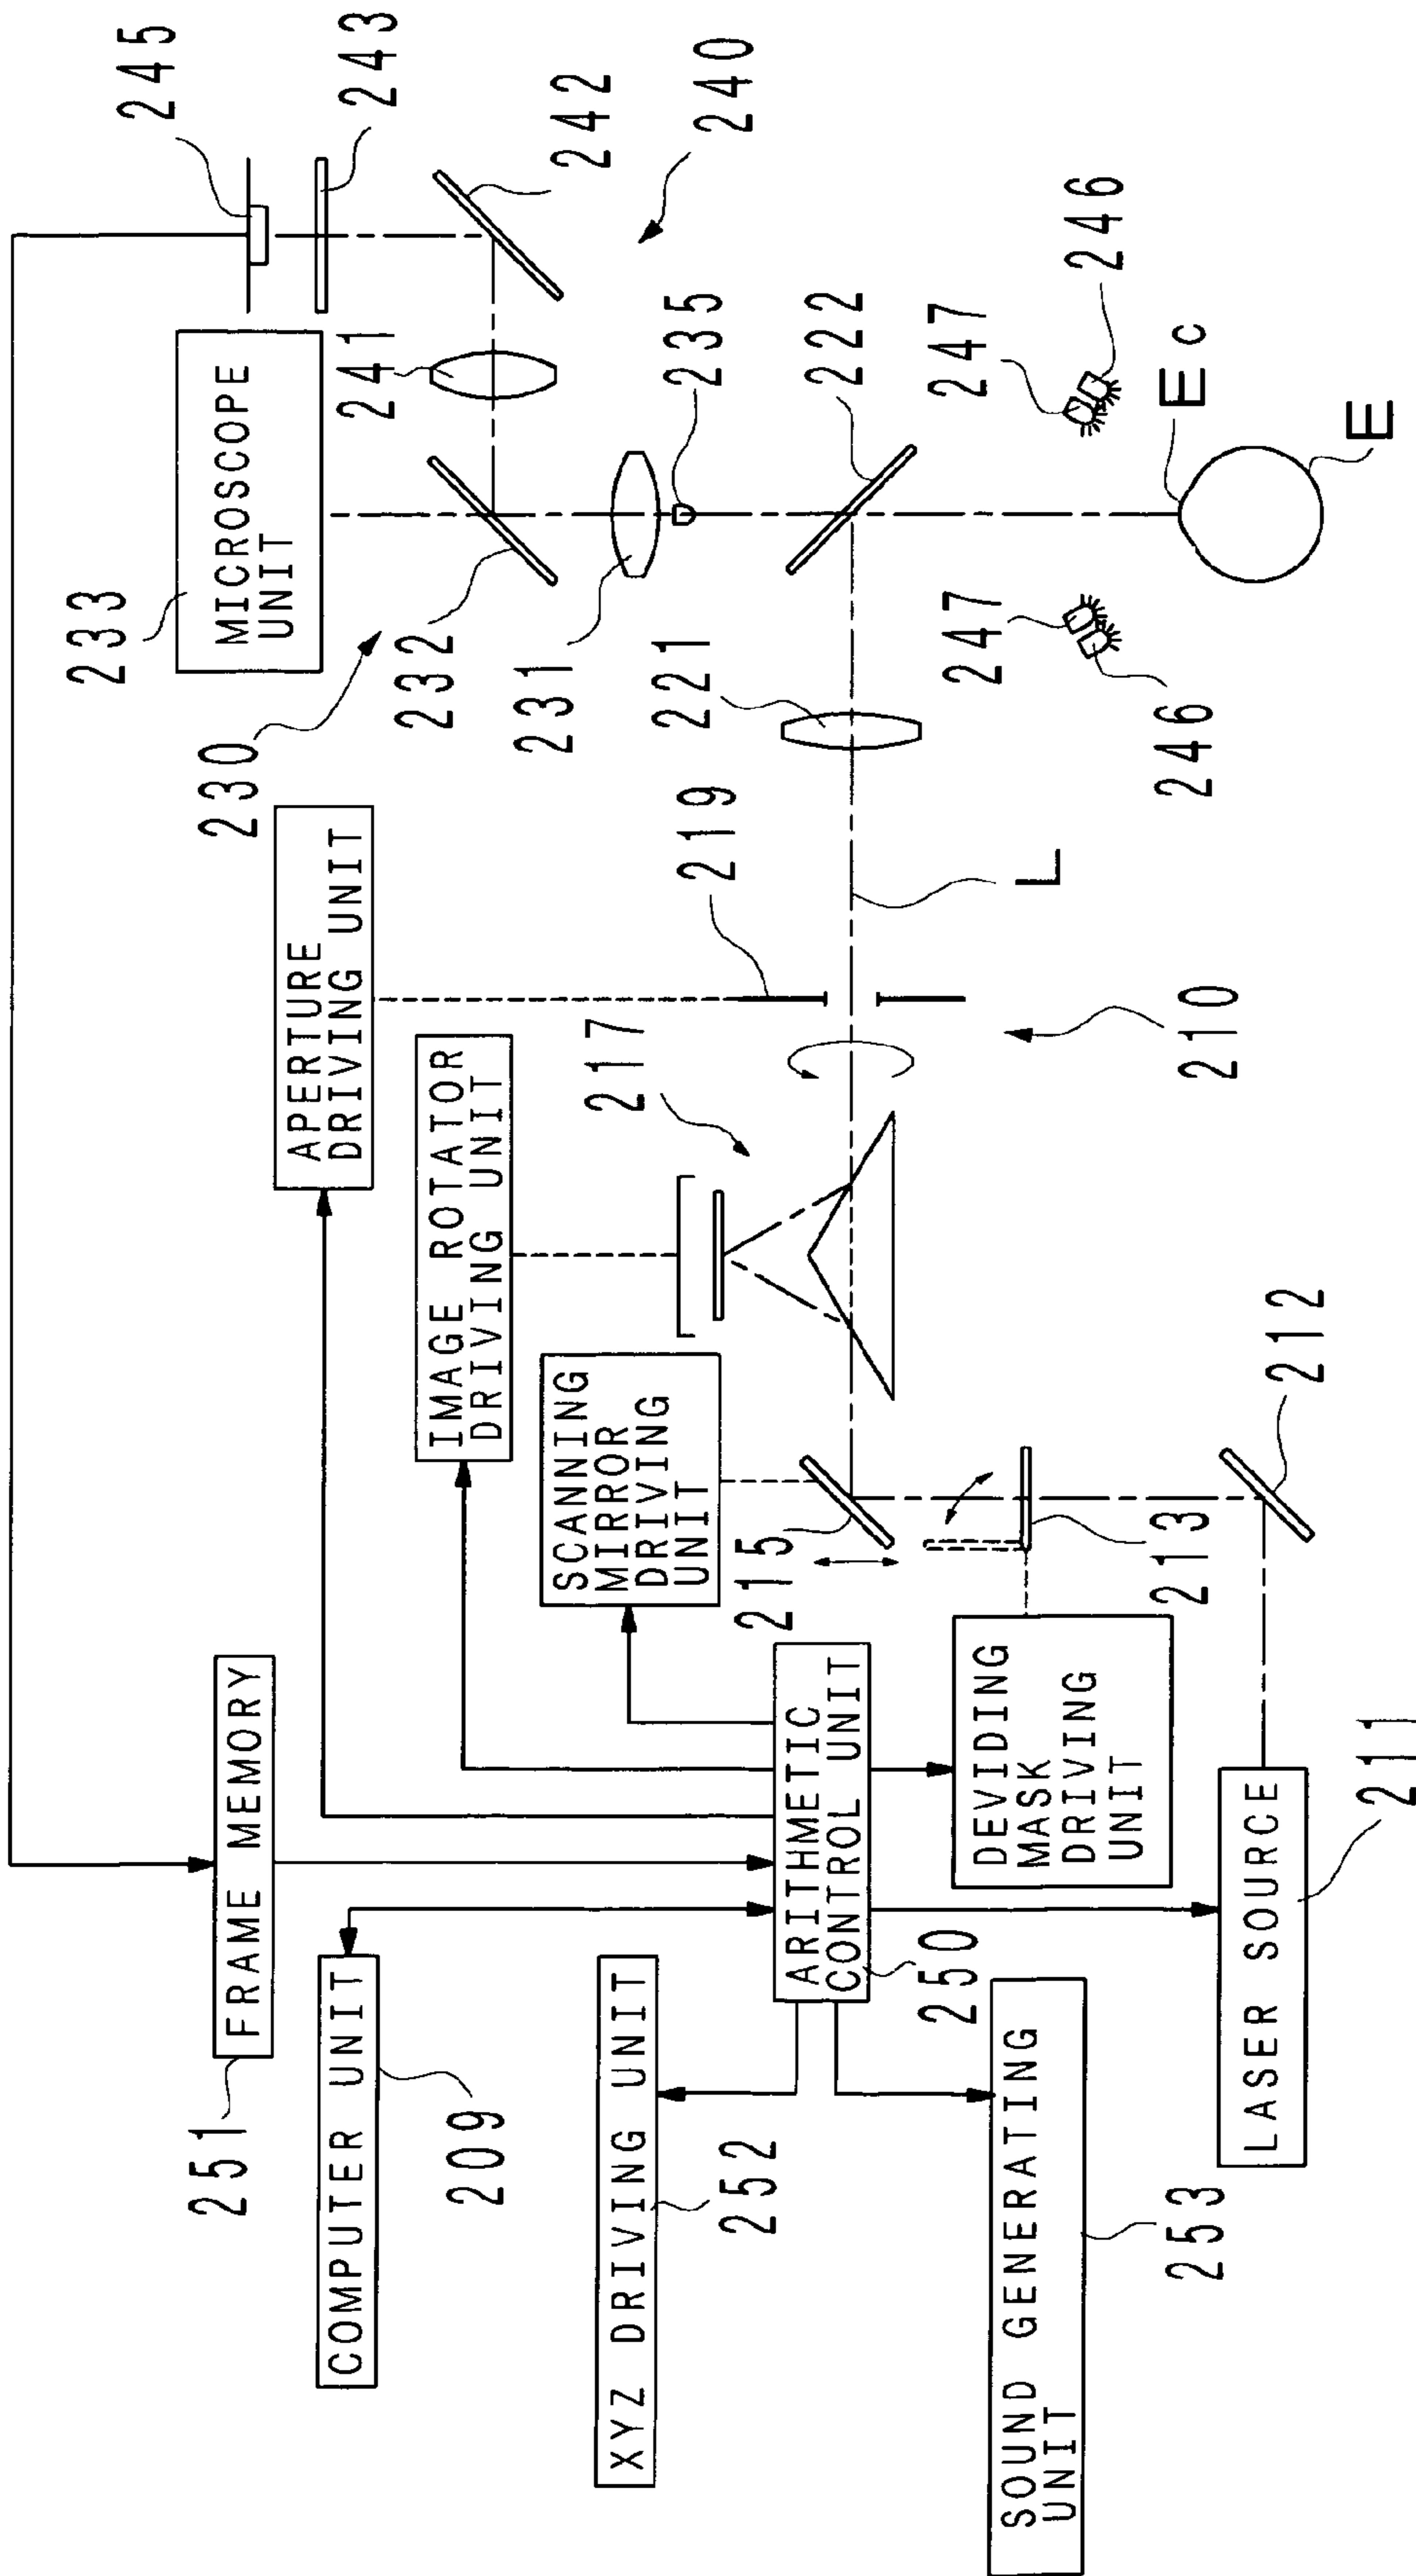 245
243
242
240
233
MICROSCOPE
UNIT
241
235
222
247
246
Ec
E
230
232
231
221
247
246
APERTURE
DRIVING UNIT
219
L
210
IMAGE ROTATOR
DRIVING UNIT
217
SCANNING
MIRROR
DRIVING
UNIT
215
213
212
251
FRAME MEMORY
COMPUTER UNIT
209
XYZ DRIVING UNIT
252
ARITHMETIC
CONTROL UNIT
250
DEVIDING
MASK
DRIVING
UNIT
SOUND GENERATING
UNIT
253
LASER SOURCE
211